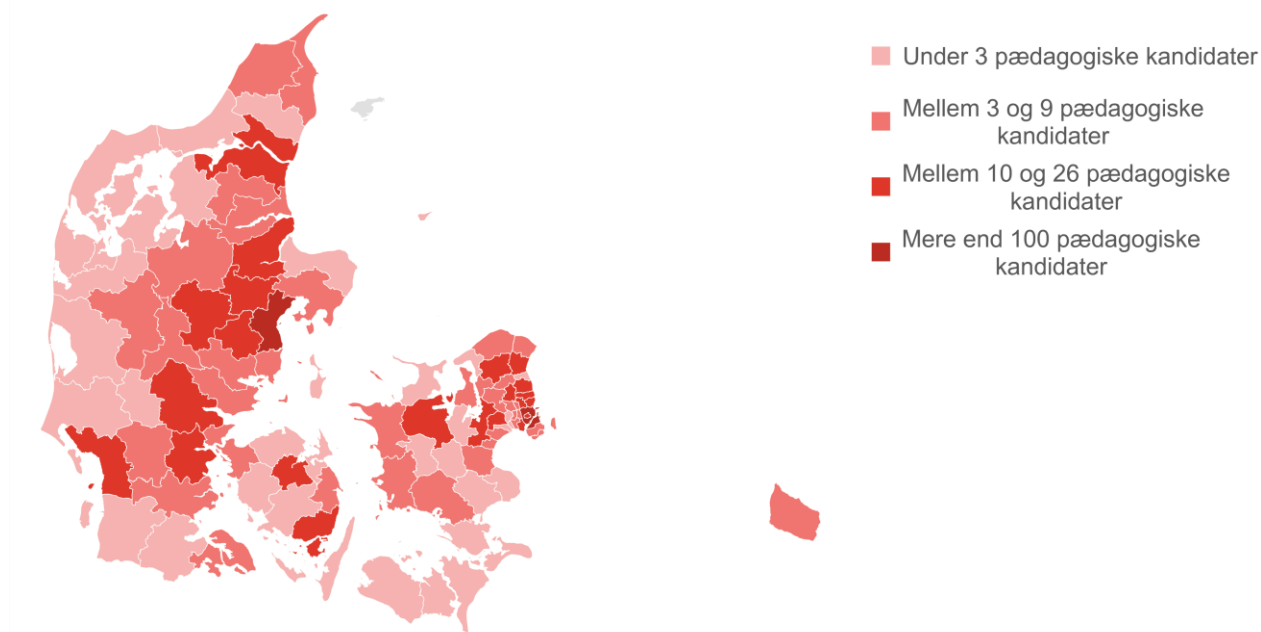 Under 3 pædagogiske kandidater
Mellem 3 og 9 pædagogiske
kandidater
Mellem 10 og 26 pædagogiske
kandidater
Mere end 100 pædagogiske
kandidater